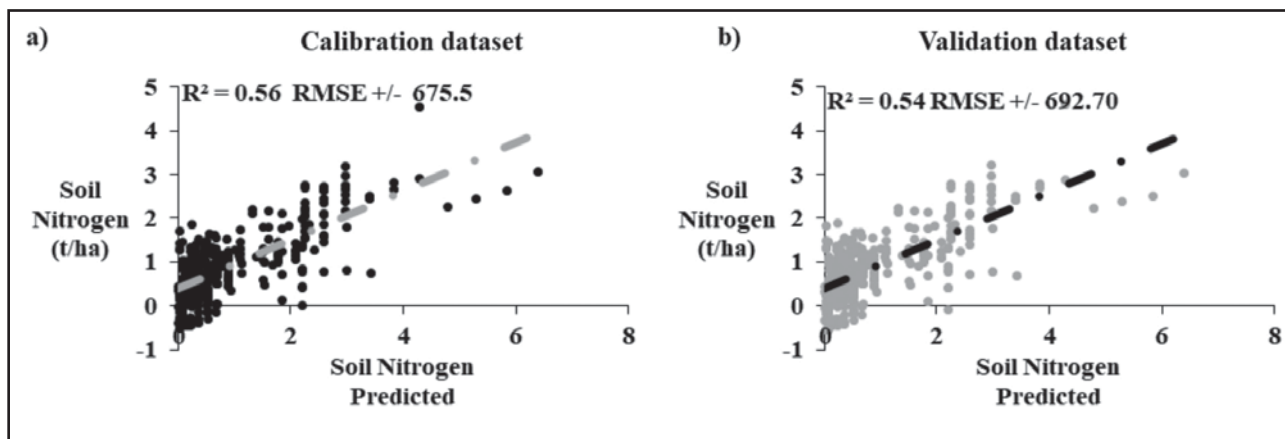 a)
Calibration dataset
R² = 0.56 RMSE +/- 675.5
5
4
3
2
1
0
-1
Soil
Nitrogen
(t/ha)
0
2
4
6
8
Soil Nitrogen
Predicted
b)
Validation dataset
R² = 0.54 RMSE +/- 692.70
5
4
3
2
1
0
-1
Soil
Nitrogen
(t/ha)
0
2
4
6
8
Soil Nitrogen
Predicted